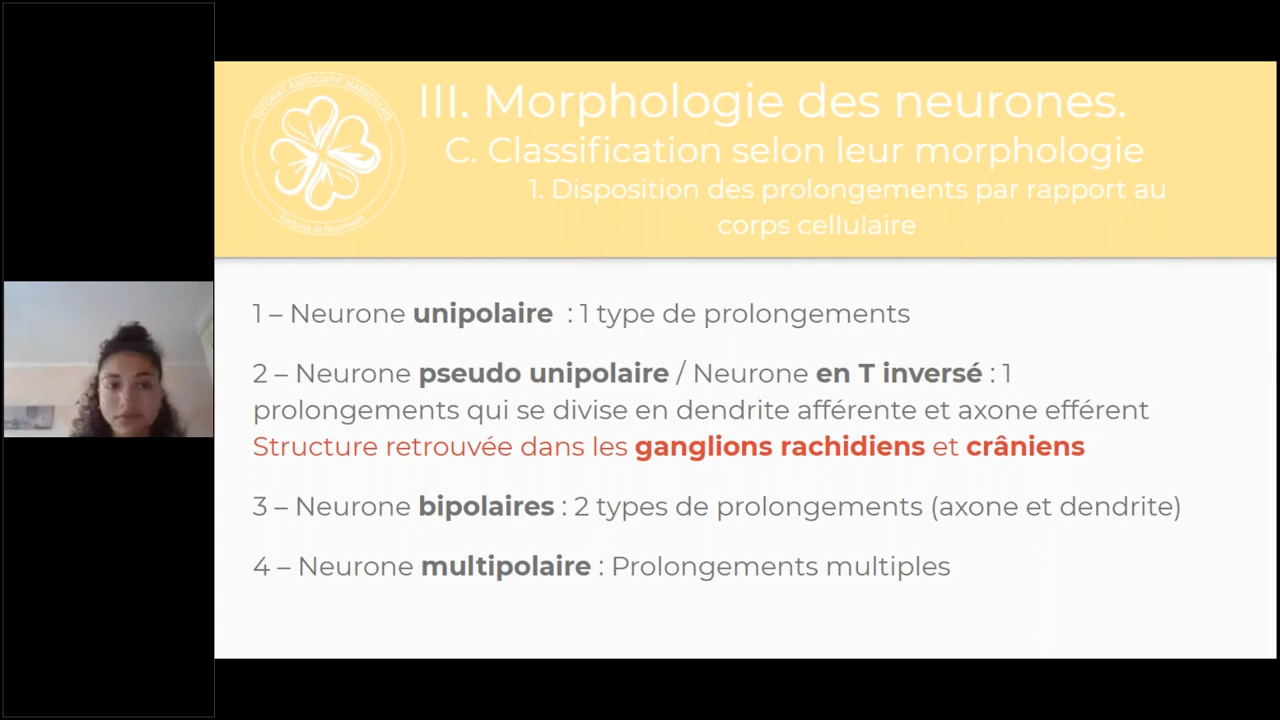 TUTORAT ASSOCIATIF MARSEILLAIS
III. Morphologie des neurones.
C. Classification selon leur morphologie
1. Disposition des prolongements par rapport au
corps cellulaire
1 – Neurone unipolaire : 1 type de prolongements
2 – Neurone pseudo unipolaire / Neurone en T inversé : 1
prolongements qui se divise en dendrite afférente et axone efférent
Structure retrouvée dans les ganglions rachidiens et crâniens
3 – Neurone bipolaires : 2 types de prolongements (axone et dendrite)
4 – Neurone multipolaire : Prolongements multiples